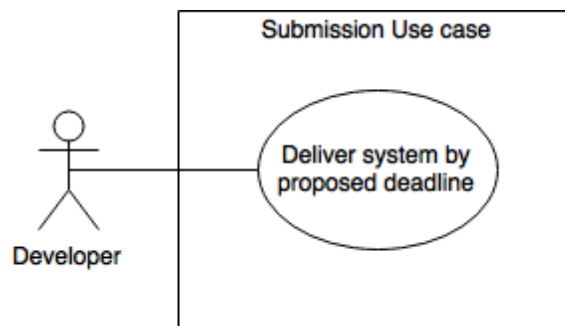 Submission Use case
Deliver system by
proposed deadline
Developer